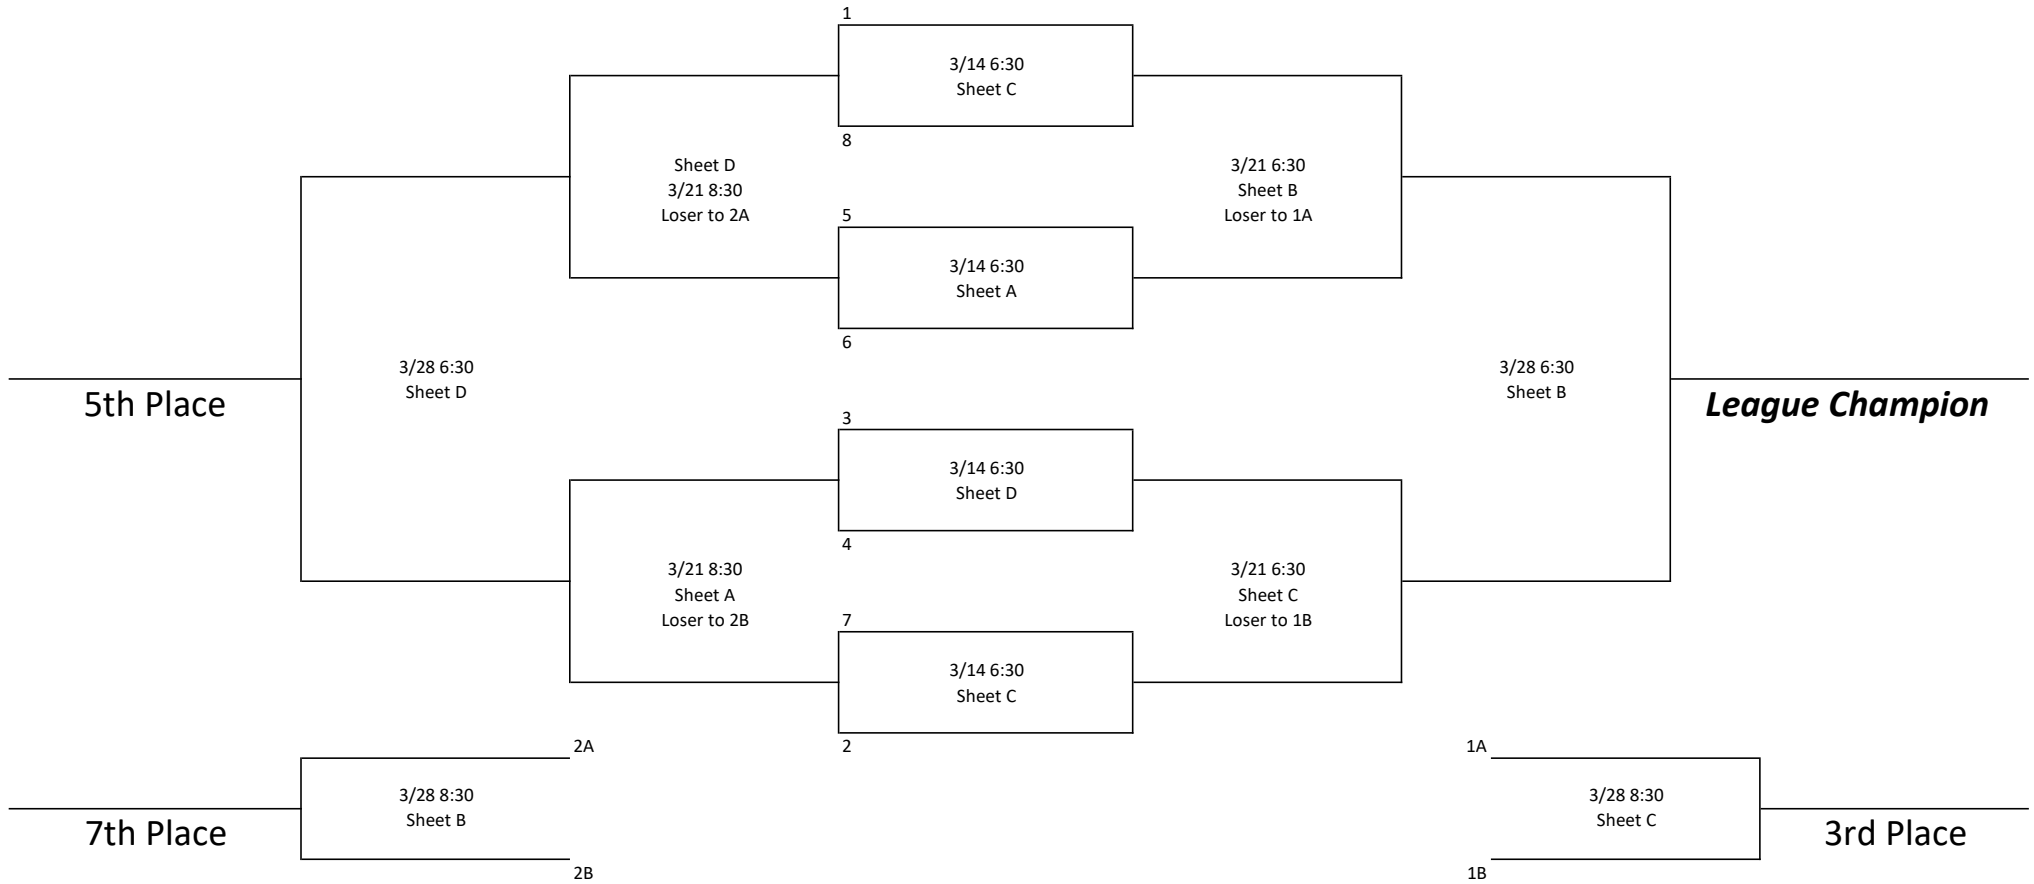 1
3/14 6:30
Sheet C
8
Sheet D
3/21 8:30
Loser to 2A
3/21 6:30
Sheet B
Loser to 1A
5
3/14 6:30
Sheet A
6
3/28 6:30
Sheet D
3/28 6:30
Sheet B
5th Place
League Champion
3
3/14 6:30
Sheet D
4
3/21 8:30
Sheet A
Loser to 2B
3/21 6:30
Sheet C
Loser to 1B
7
3/14 6:30
Sheet C
2
2A
3/28 8:30
Sheet B
7th Place
2B
1A
3/28 8:30
Sheet C
3rd Place
1B